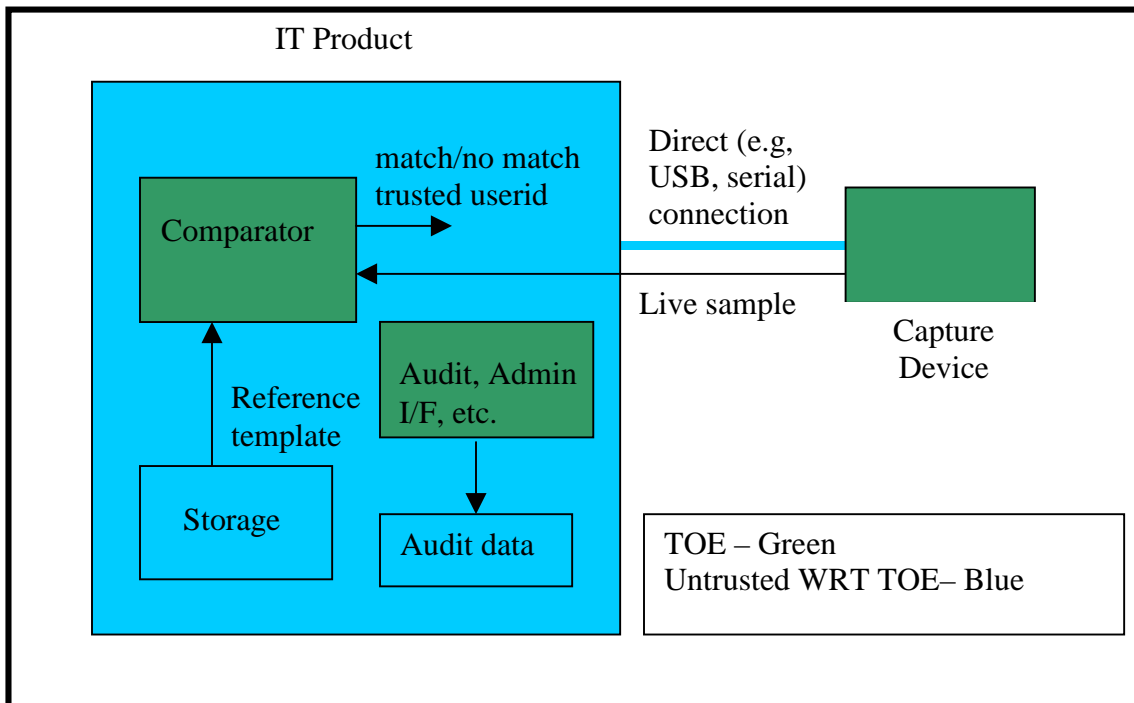 IT Product
match/no match
trusted userid
Direct (e.g,
USB, serial)
connection
Comparator
Live sample
Capture
Device
Audit, Admin
I/F, etc.
Reference
template
Storage
Audit data
TOE – Green
Untrusted WRT TOE– Blue